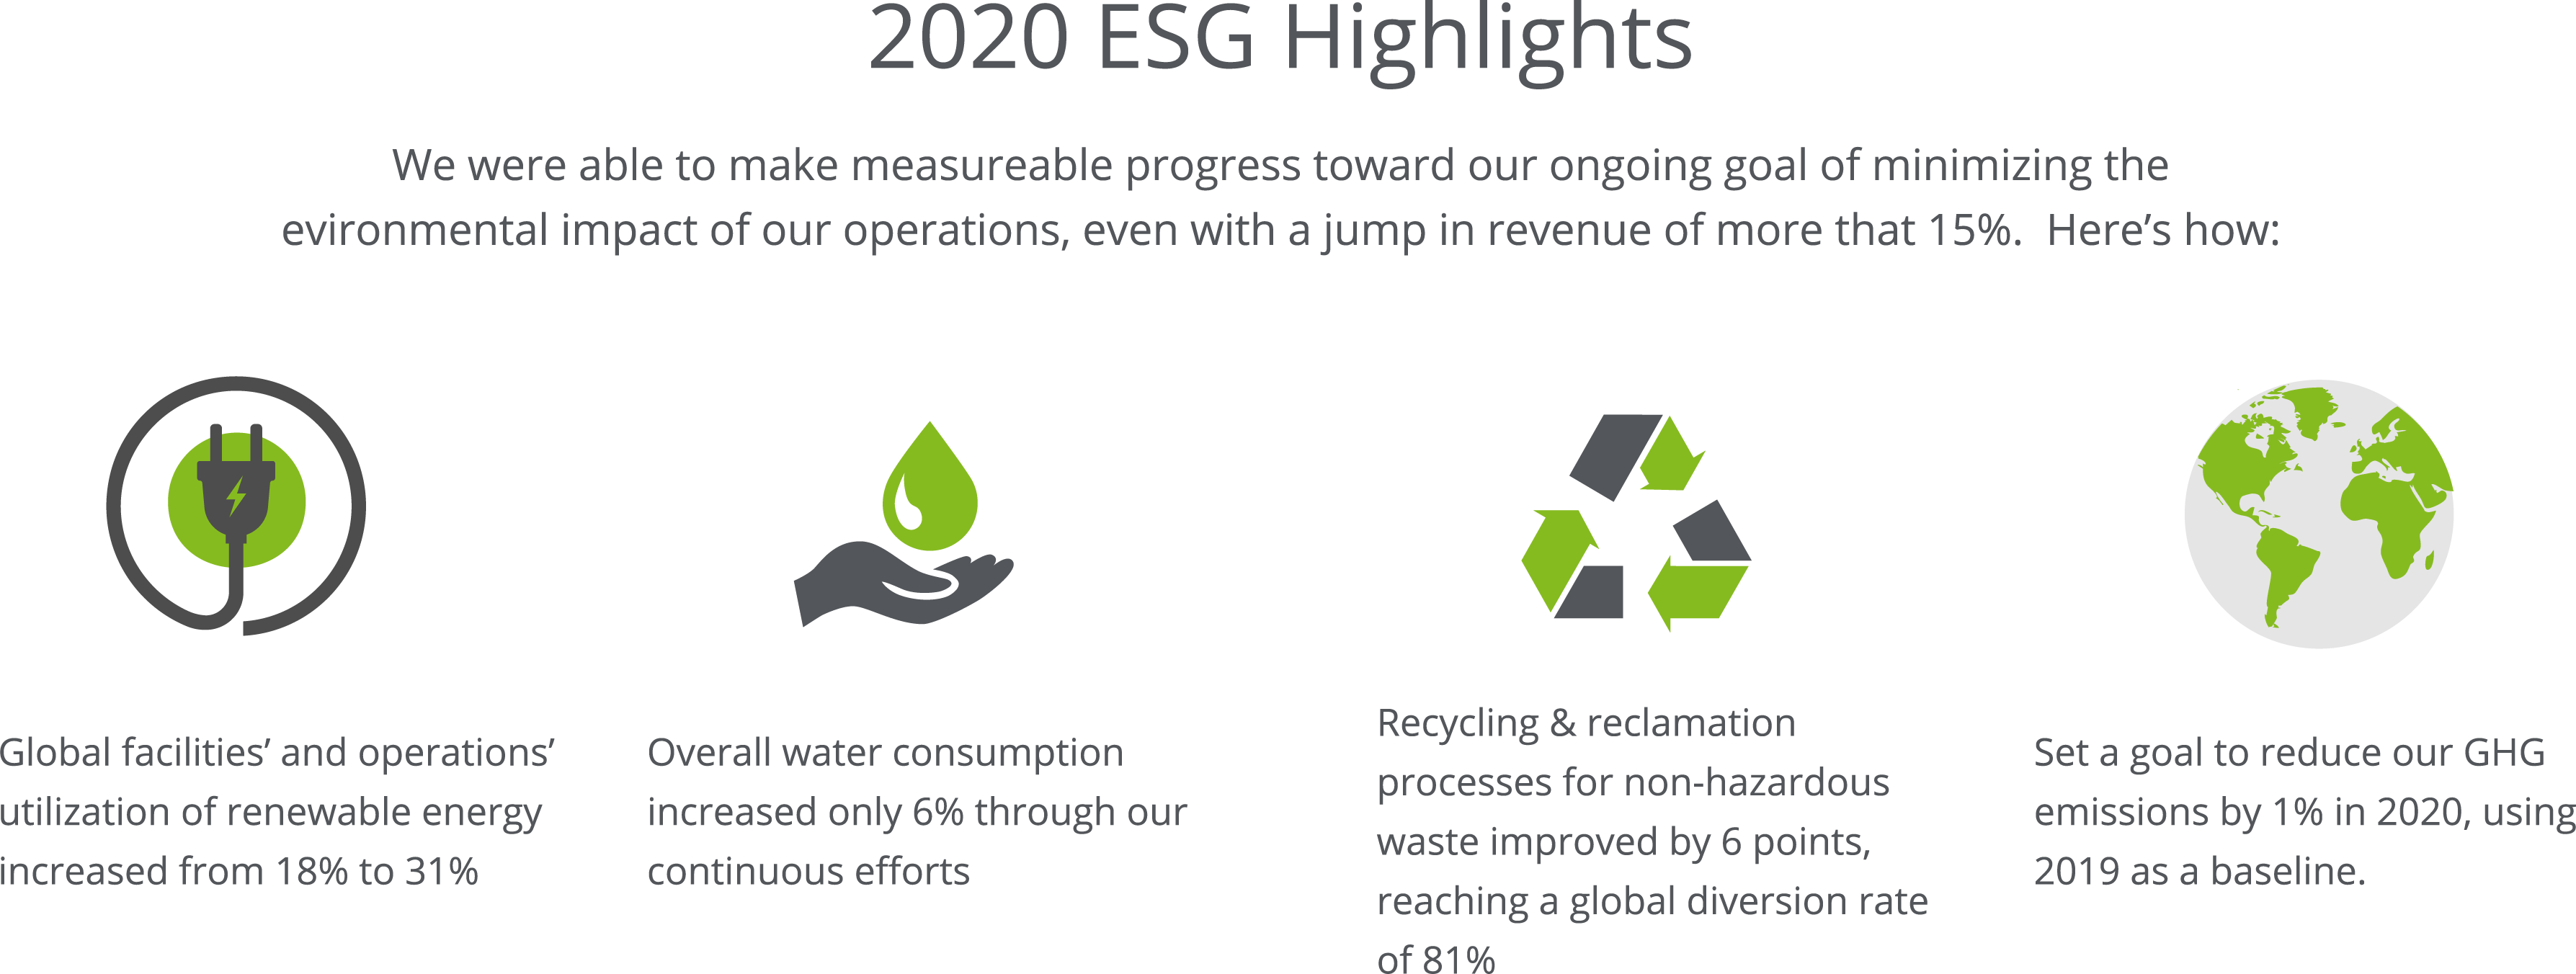 2020 ESG Highlights
We were able to make measureable progress toward our ongoing goal of minimizing the
evironmental impact of our operations, even with a jump in revenue of more that 15%.  Here’s how:
Global facilities’ and operations’
utilization of renewable energy
increased from 18% to 31%
Overall water consumption
increased only 6% through our
continuous efforts
Recycling & reclamation
processes for non-hazardous
waste improved by 6 points,
reaching a global diversion rate
of 81%
Set a goal to reduce our GHG
emissions by 1% in 2020, using
2019 as a baseline.